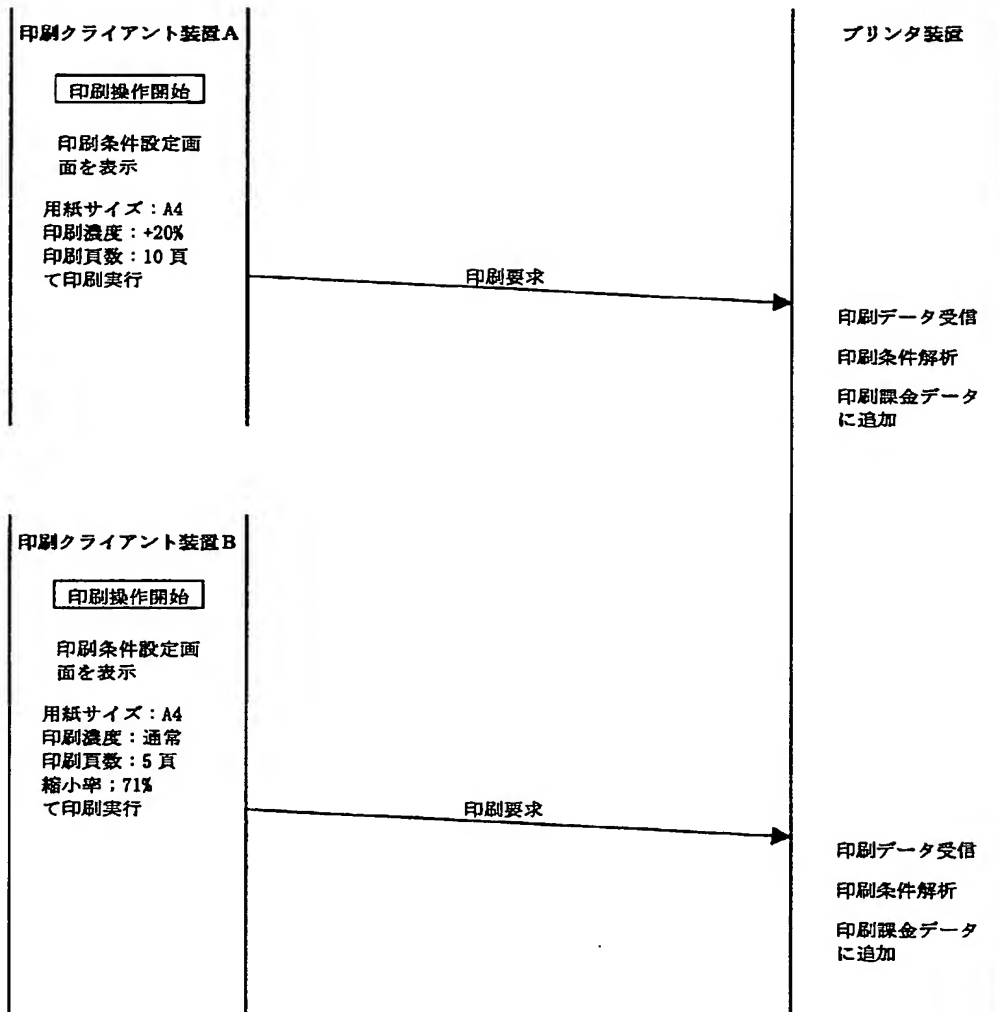 印刷クライアント装置A
プリンタ装置
印刷操作開始
印刷条件設定画
面を表示
用紙サイズ：A4
印刷濃度：+20%
印刷頁数：10 頁
て印刷実行
印刷要求
印刷データ受信
印刷条件解析
印刷課金データ
に追加
印刷クライアント装置B
印刷操作開始
印刷条件設定画
面を表示
用紙サイズ：A4
印刷濃度：通常
印刷頁数：5 頁
縮小率；71%
て印刷実行
印刷要求
印刷データ受信
印刷条件解析
印刷課金データ
に追加